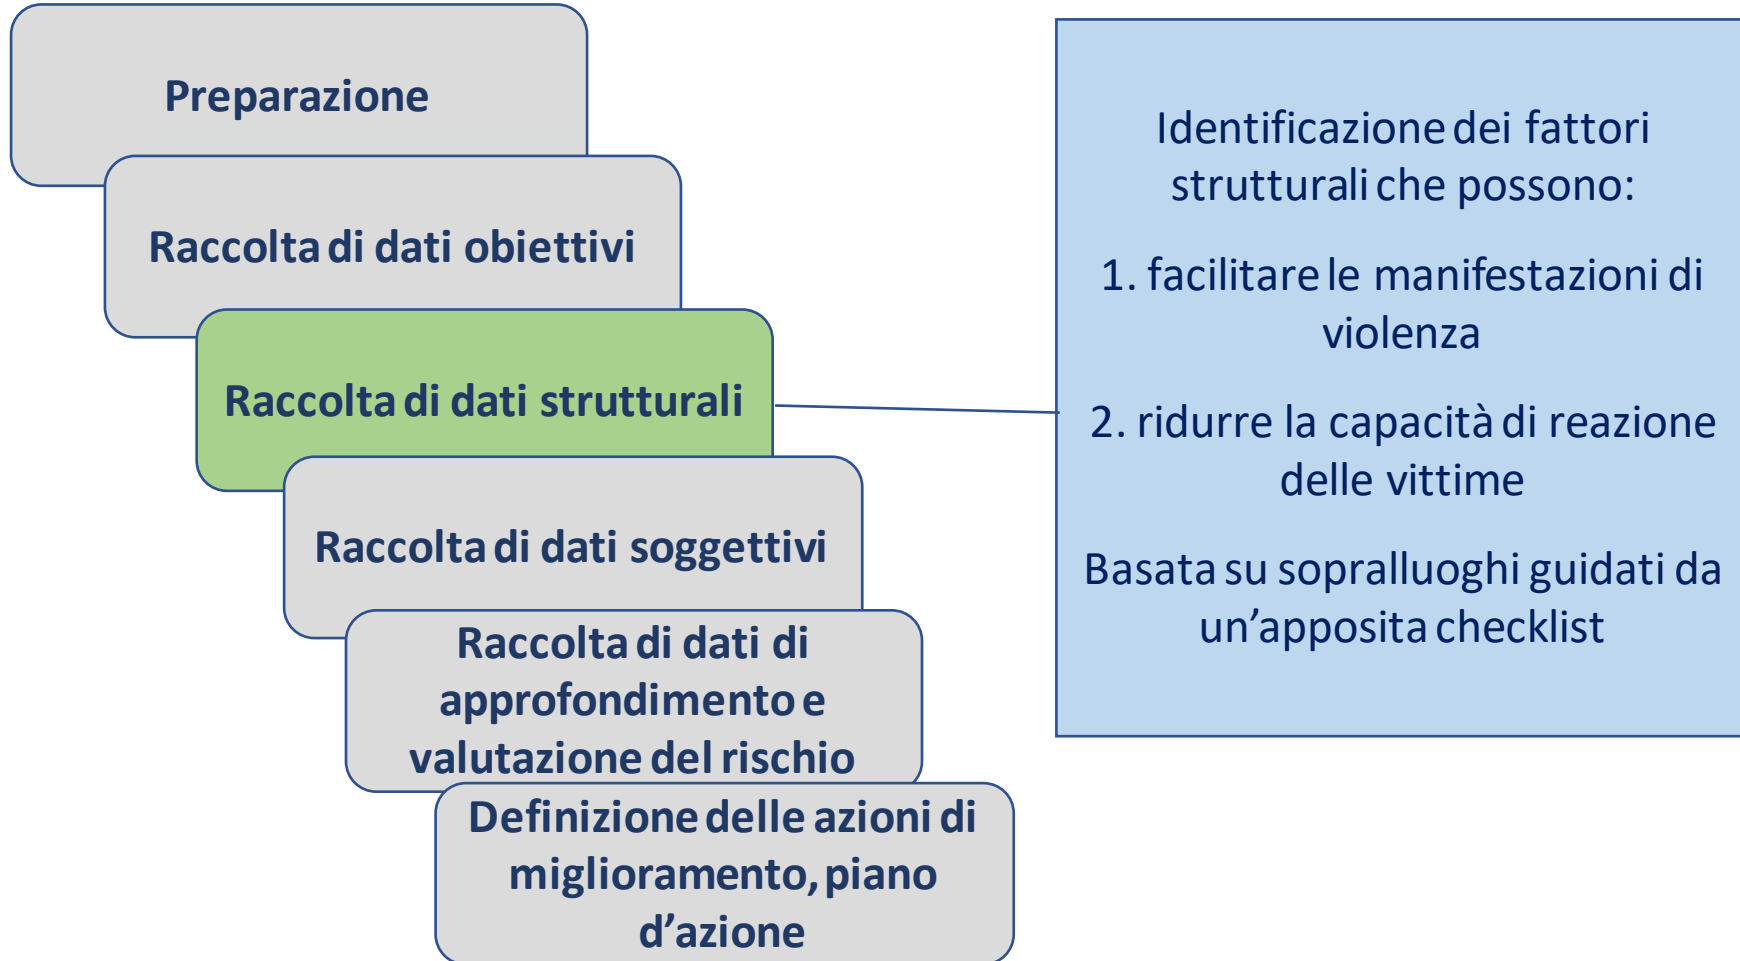 Preparazione
Raccolta di dati obiettivi
Raccolta di dati strutturali
Raccolta di dati soggettivi
Raccolta di dati di
approfondimento e
valutazione del rischio
Definizione delle azioni di
miglioramento, piano
d’azione
Identificazione dei fattori
strutturali che possono:
1. facilitare le manifestazioni di
violenza
2. ridurre la capacità di reazione
delle vittime
Basata su sopralluoghi guidati da
un’apposita checklist